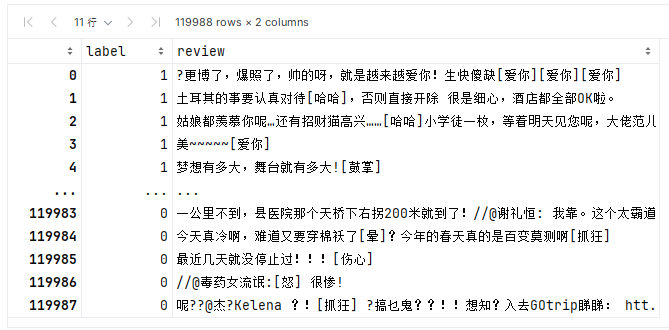 11 行 119988 rows × 2 columns
label review
0 1 ?更博了，爆照了，帅的呀，就是越来越爱你！生快傻缺[爱你][爱你][爱你]
1 1 土耳其的事要认真对待[哈哈]，否则直接开除 很是细心，酒店都全部OK啦。
2 1 姑娘都羡慕你呢…还有招财猫高兴……[哈哈]小学徒一枚，等着明天见您呢，大佬范儿
3 1 美~~~~~[爱你]
4 1 梦想有多大，舞台就有多大![鼓掌]
... ... ...
119983 0 一公里不到，县医院那个天桥下右拐200米就到了！//@谢礼恒: 我靠。这个太霸道
119984 0 今天真冷啊，难道又要穿棉袄了[晕]？今年的春天真的是百变莫测啊[抓狂]
119985 0 最近几天就没停止过！！！[伤心]
119986 0 //@毒药女流氓:[怒] 很惨!
119987 0 呢??@杰?Kelena ？![抓狂] ?搞乜鬼？？！！想知？入去GOtrip睇睇： htt.